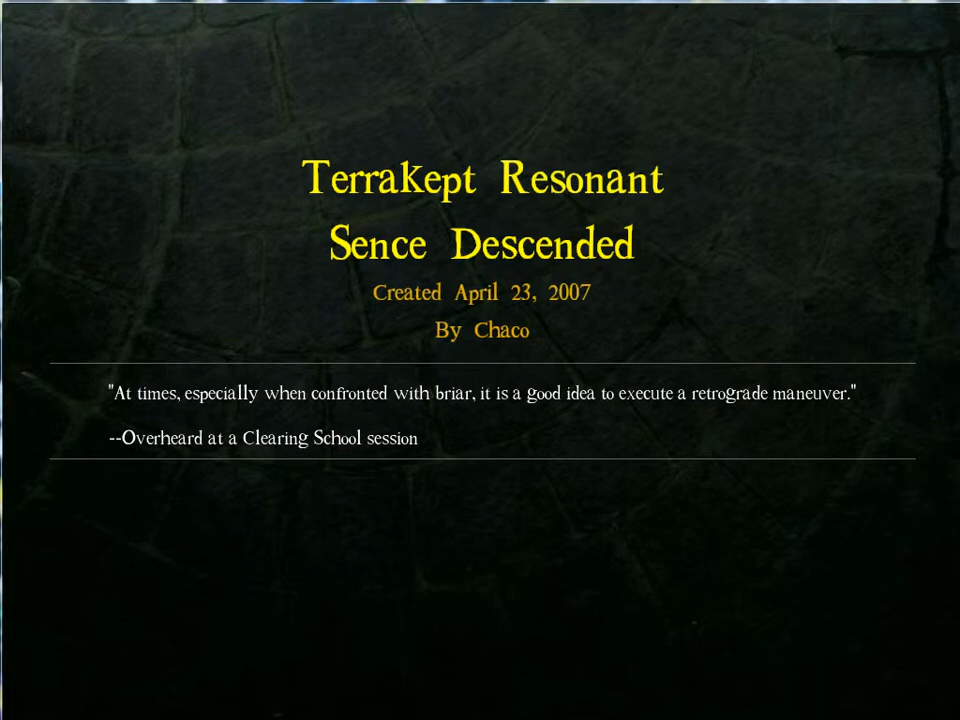 Terrakept Resonant
Sence Descended
Created April 23, 2007
By Chaco
"At times, especially when confronted with briar, it is a good idea to execute a retrograde maneuver."
--Overheard at a Clearing School session